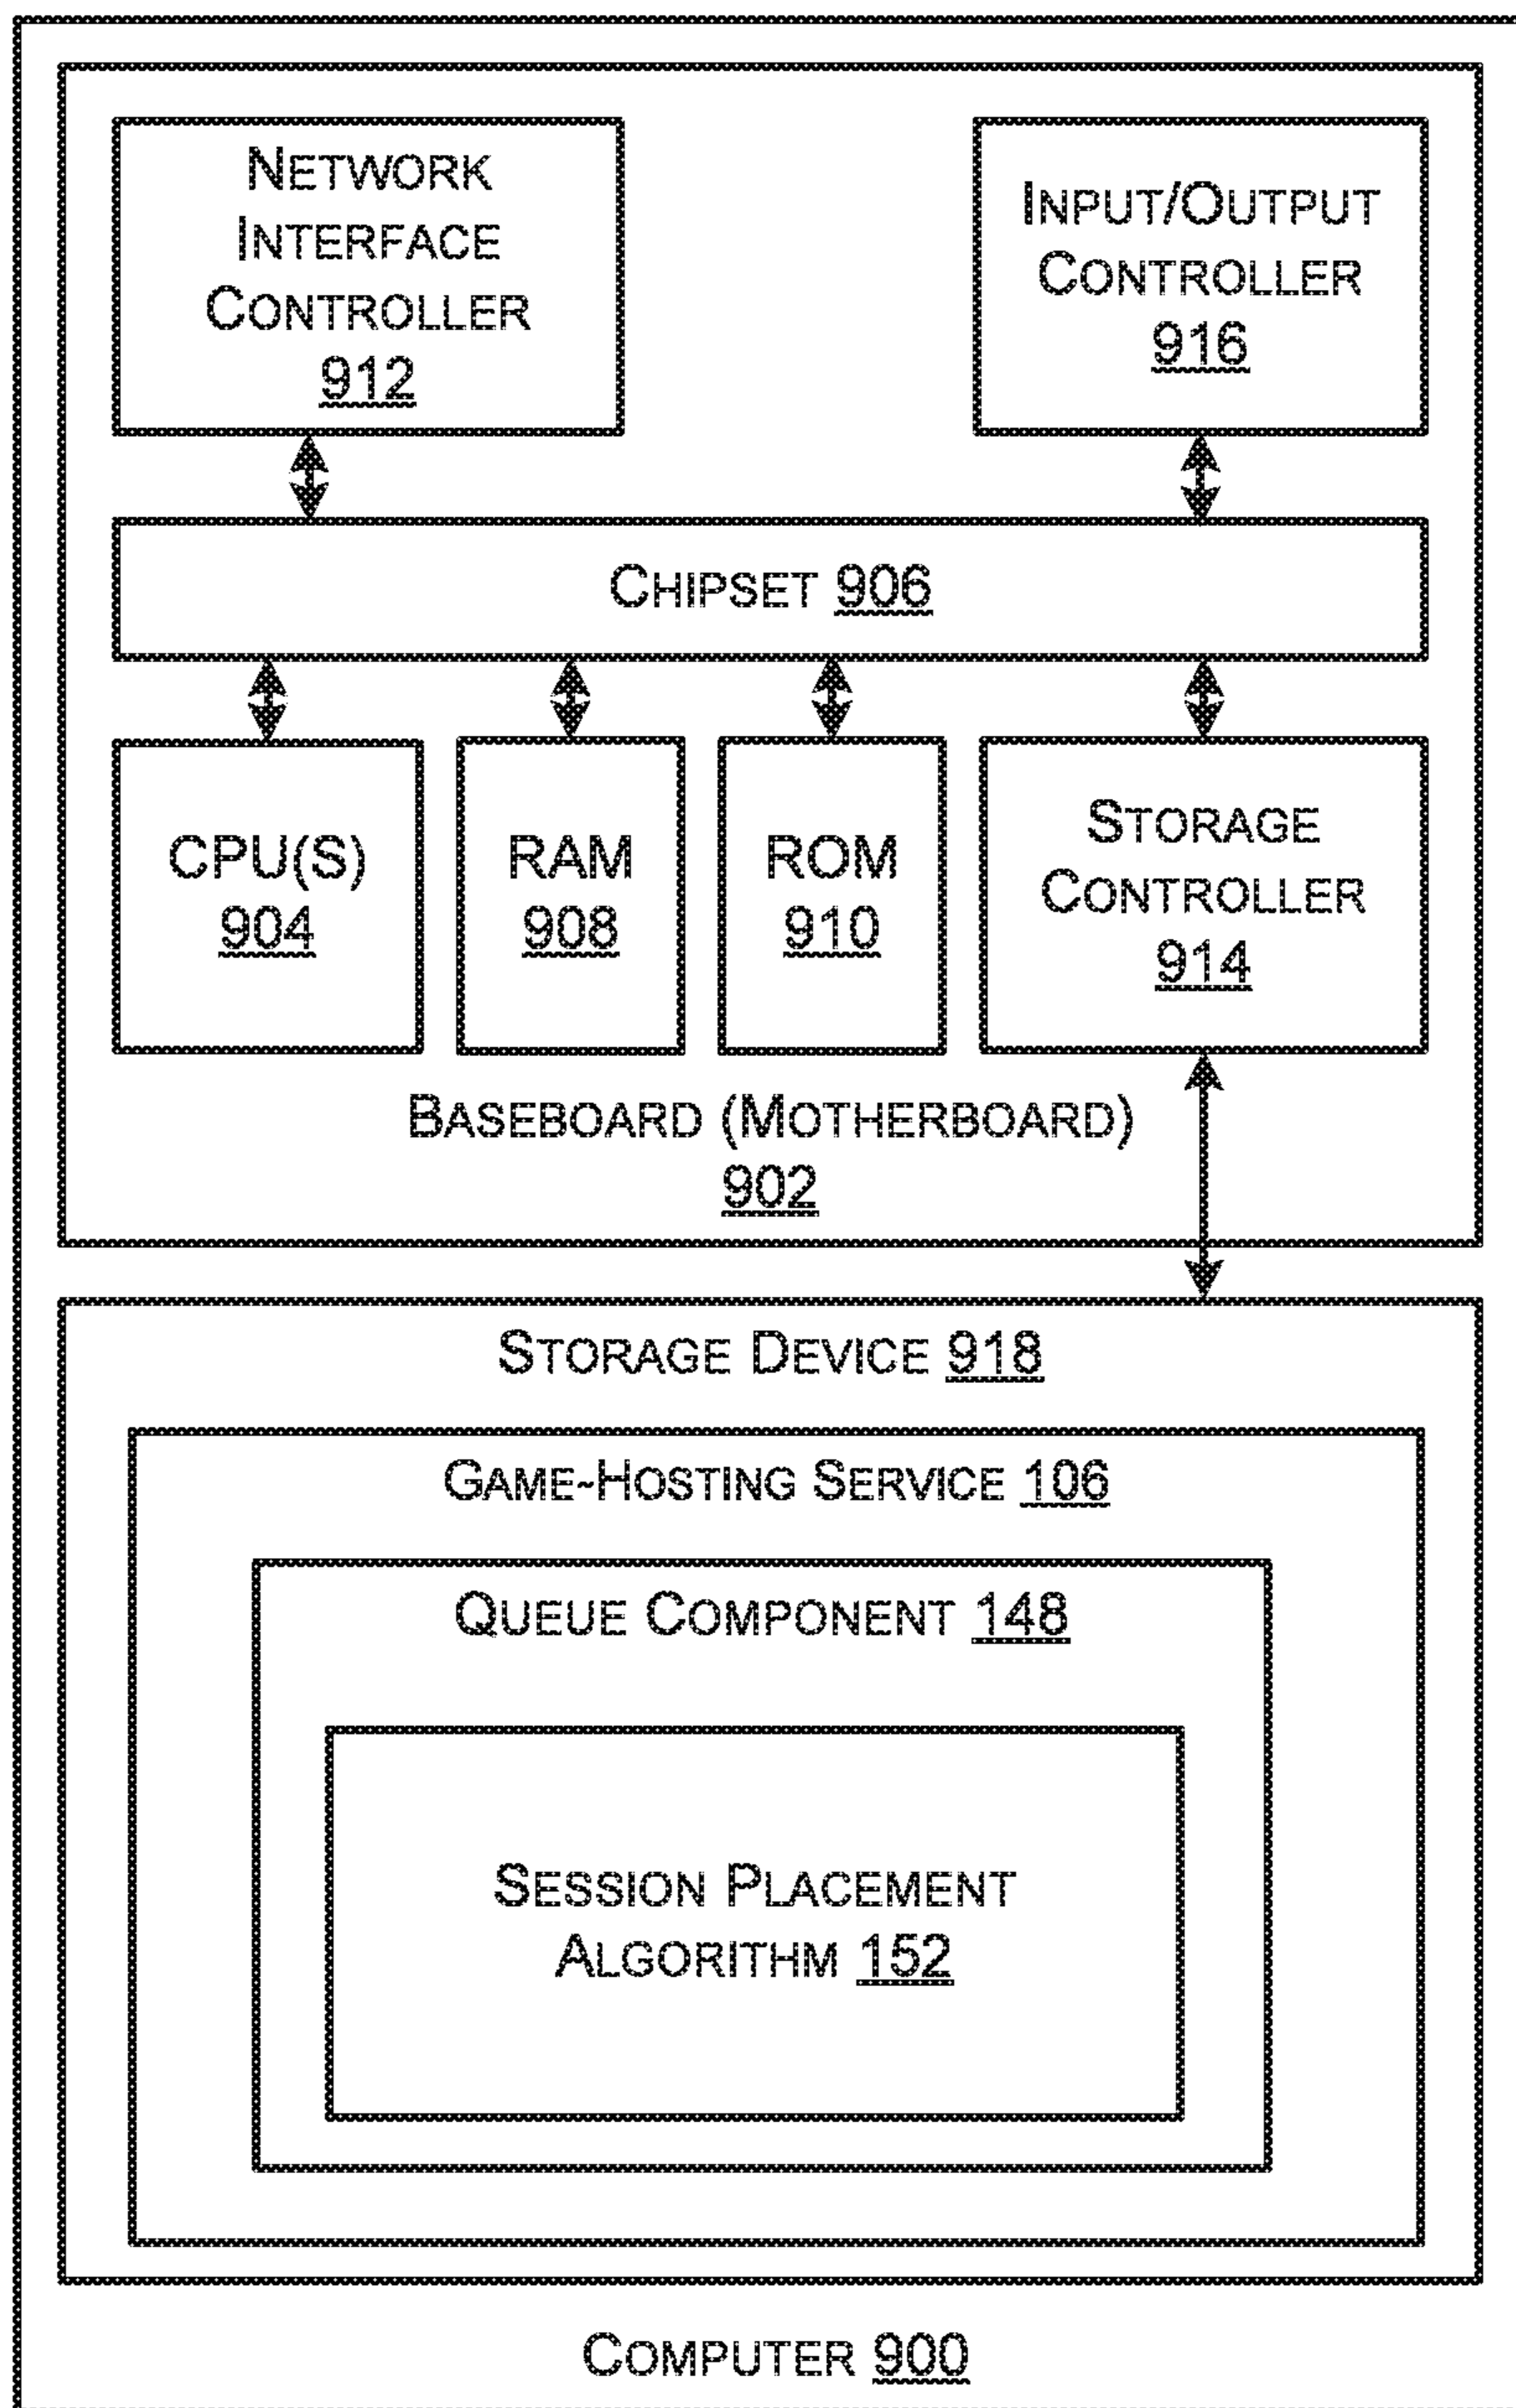 NETWORK
INTERFACE
CONTROLLER
912
INPUT/OUTPUT
CONTROLLER
916
CHIPSET 906
CPU(S)
904
RAM
908
ROM
910
STORAGE
CONTROLLER
914
BASEBOARD (MOTHERBOARD)
902
STORAGE DEVICE 918
GAME-HOSTING SERVICE 106
QUEUE COMPONENT 148
SESSION PLACEMENT
ALGORITHM 152
COMPUTER 900